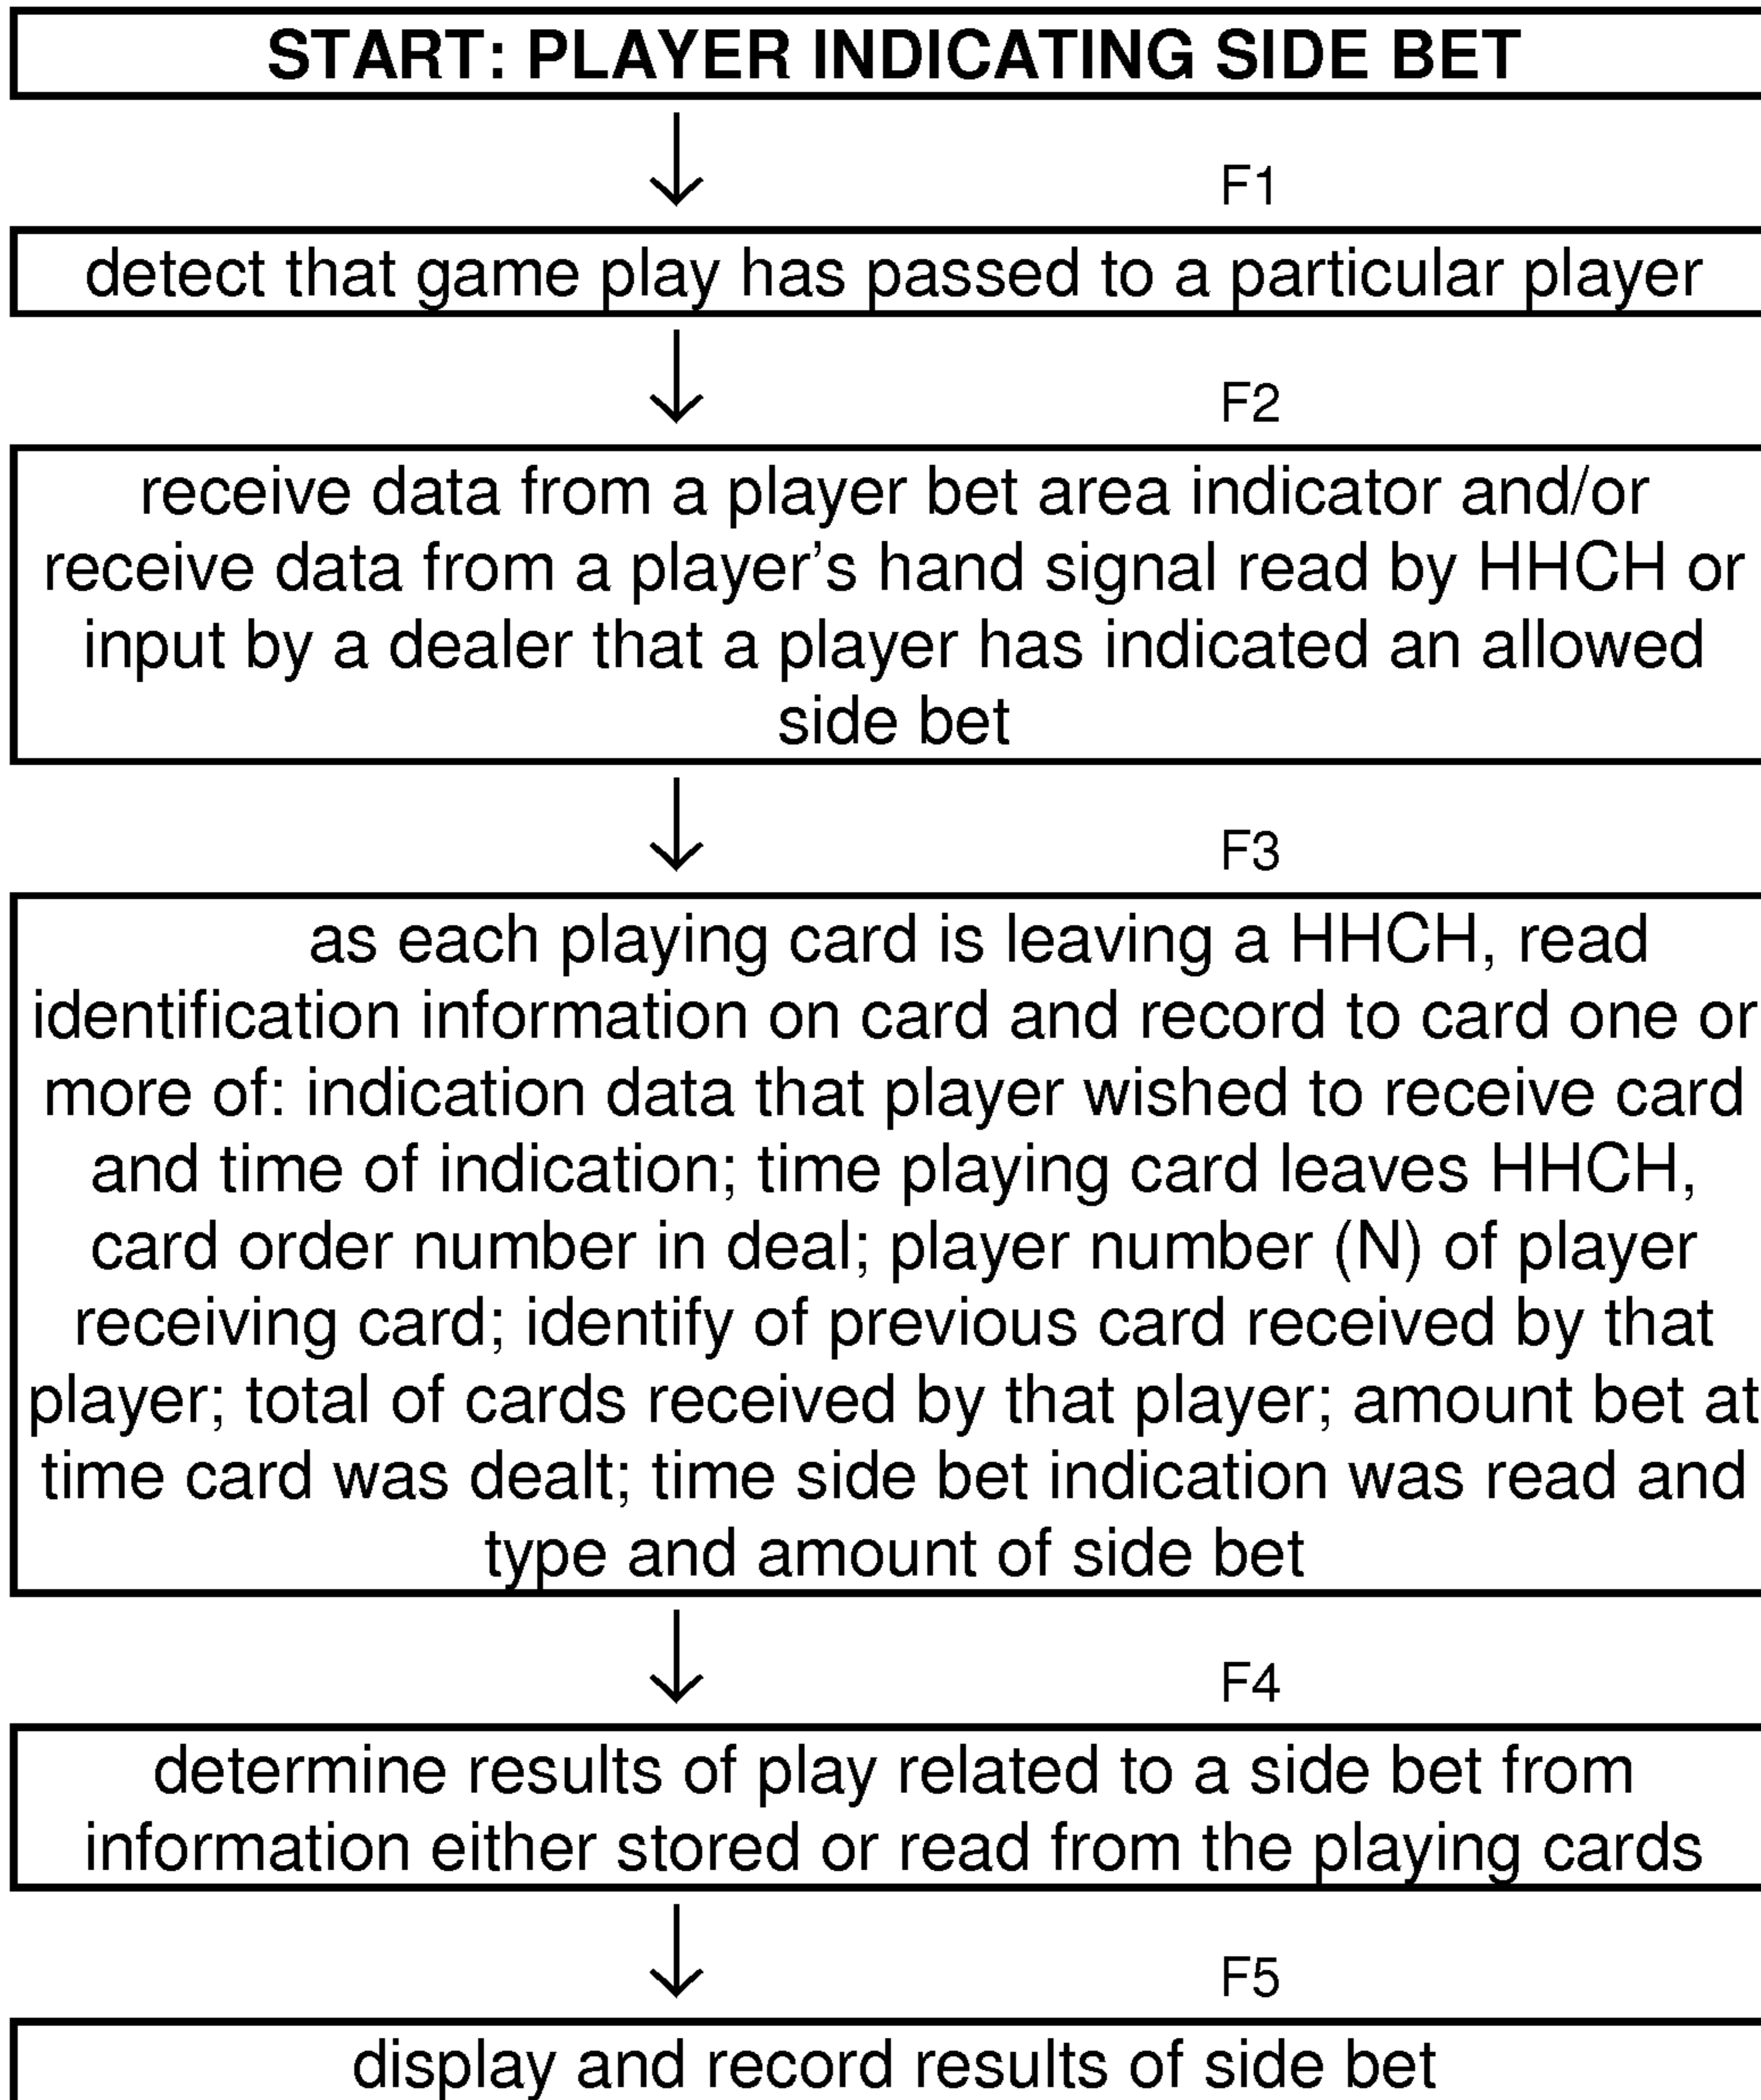 START: PLAYER INDICATING SIDE BET
F1
detect that game play has passed to a particular player
F2
receive data from a player bet area indicator and/or
receive data from a player's hand signal read by HHCH or
input by a dealer that a player has indicated an allowed
side bet
F3
as each playing card is leaving a HHCH, read
identification information on card and record to card one or
more of: indication data that player wished to receive card
and time of indication; time playing card leaves HHCH,
card order number in deal; player number (N) of player
receiving card; identify of previous card received by that
player; total of cards received by that player; amount bet at
time card was dealt; time side bet indication was read and
type and amount of side bet
F4
determine results of play related to a side bet from
information either stored or read from the playing cards
F5
display and record results of side bet